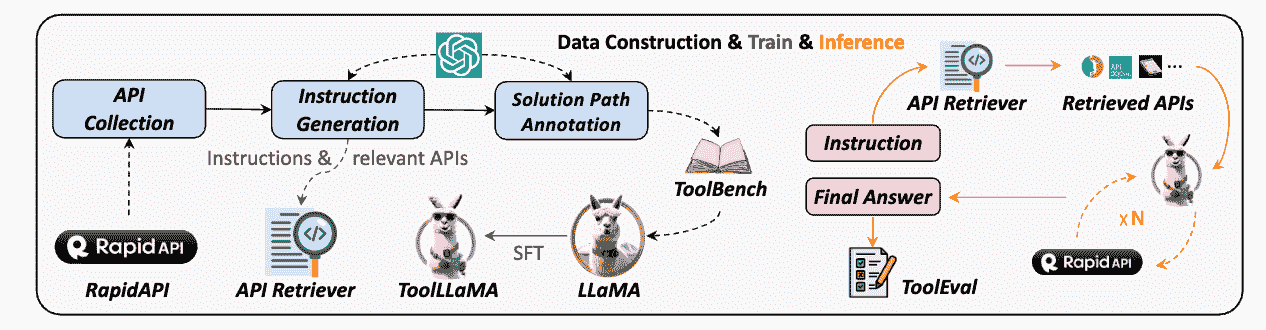 Data Construction & Train & Inference
API
Collection
Instruction
Generation
Solution Path
Annotation
Instructions & relevant APIs
ToolBench
RapidAPI
RapidAPI
API Retriever
ToolLLaMA
SFT
LLaMA
API Retriever
Retrieved APIs
...
Instruction
Final Answer
x N
RapidAPI
ToolEval